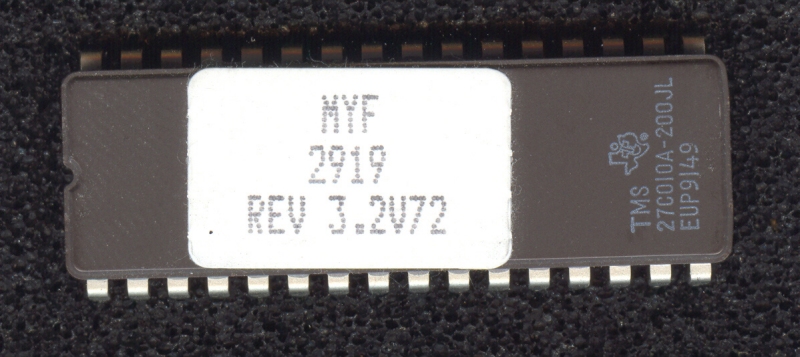 MYF
2919
REV 3.2V72
TMS
27C010A-200JL
EUP9149